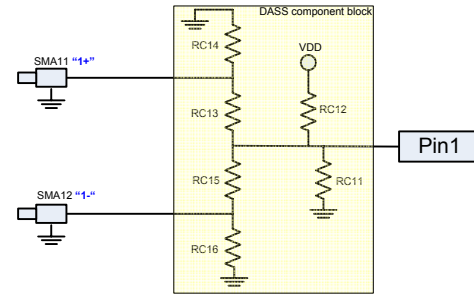 DASS component block
RC14
VDD
SMA11 "1+"
RC13
RC12
Pin1
RC15
RC11
SMA12 "1-“
RC16